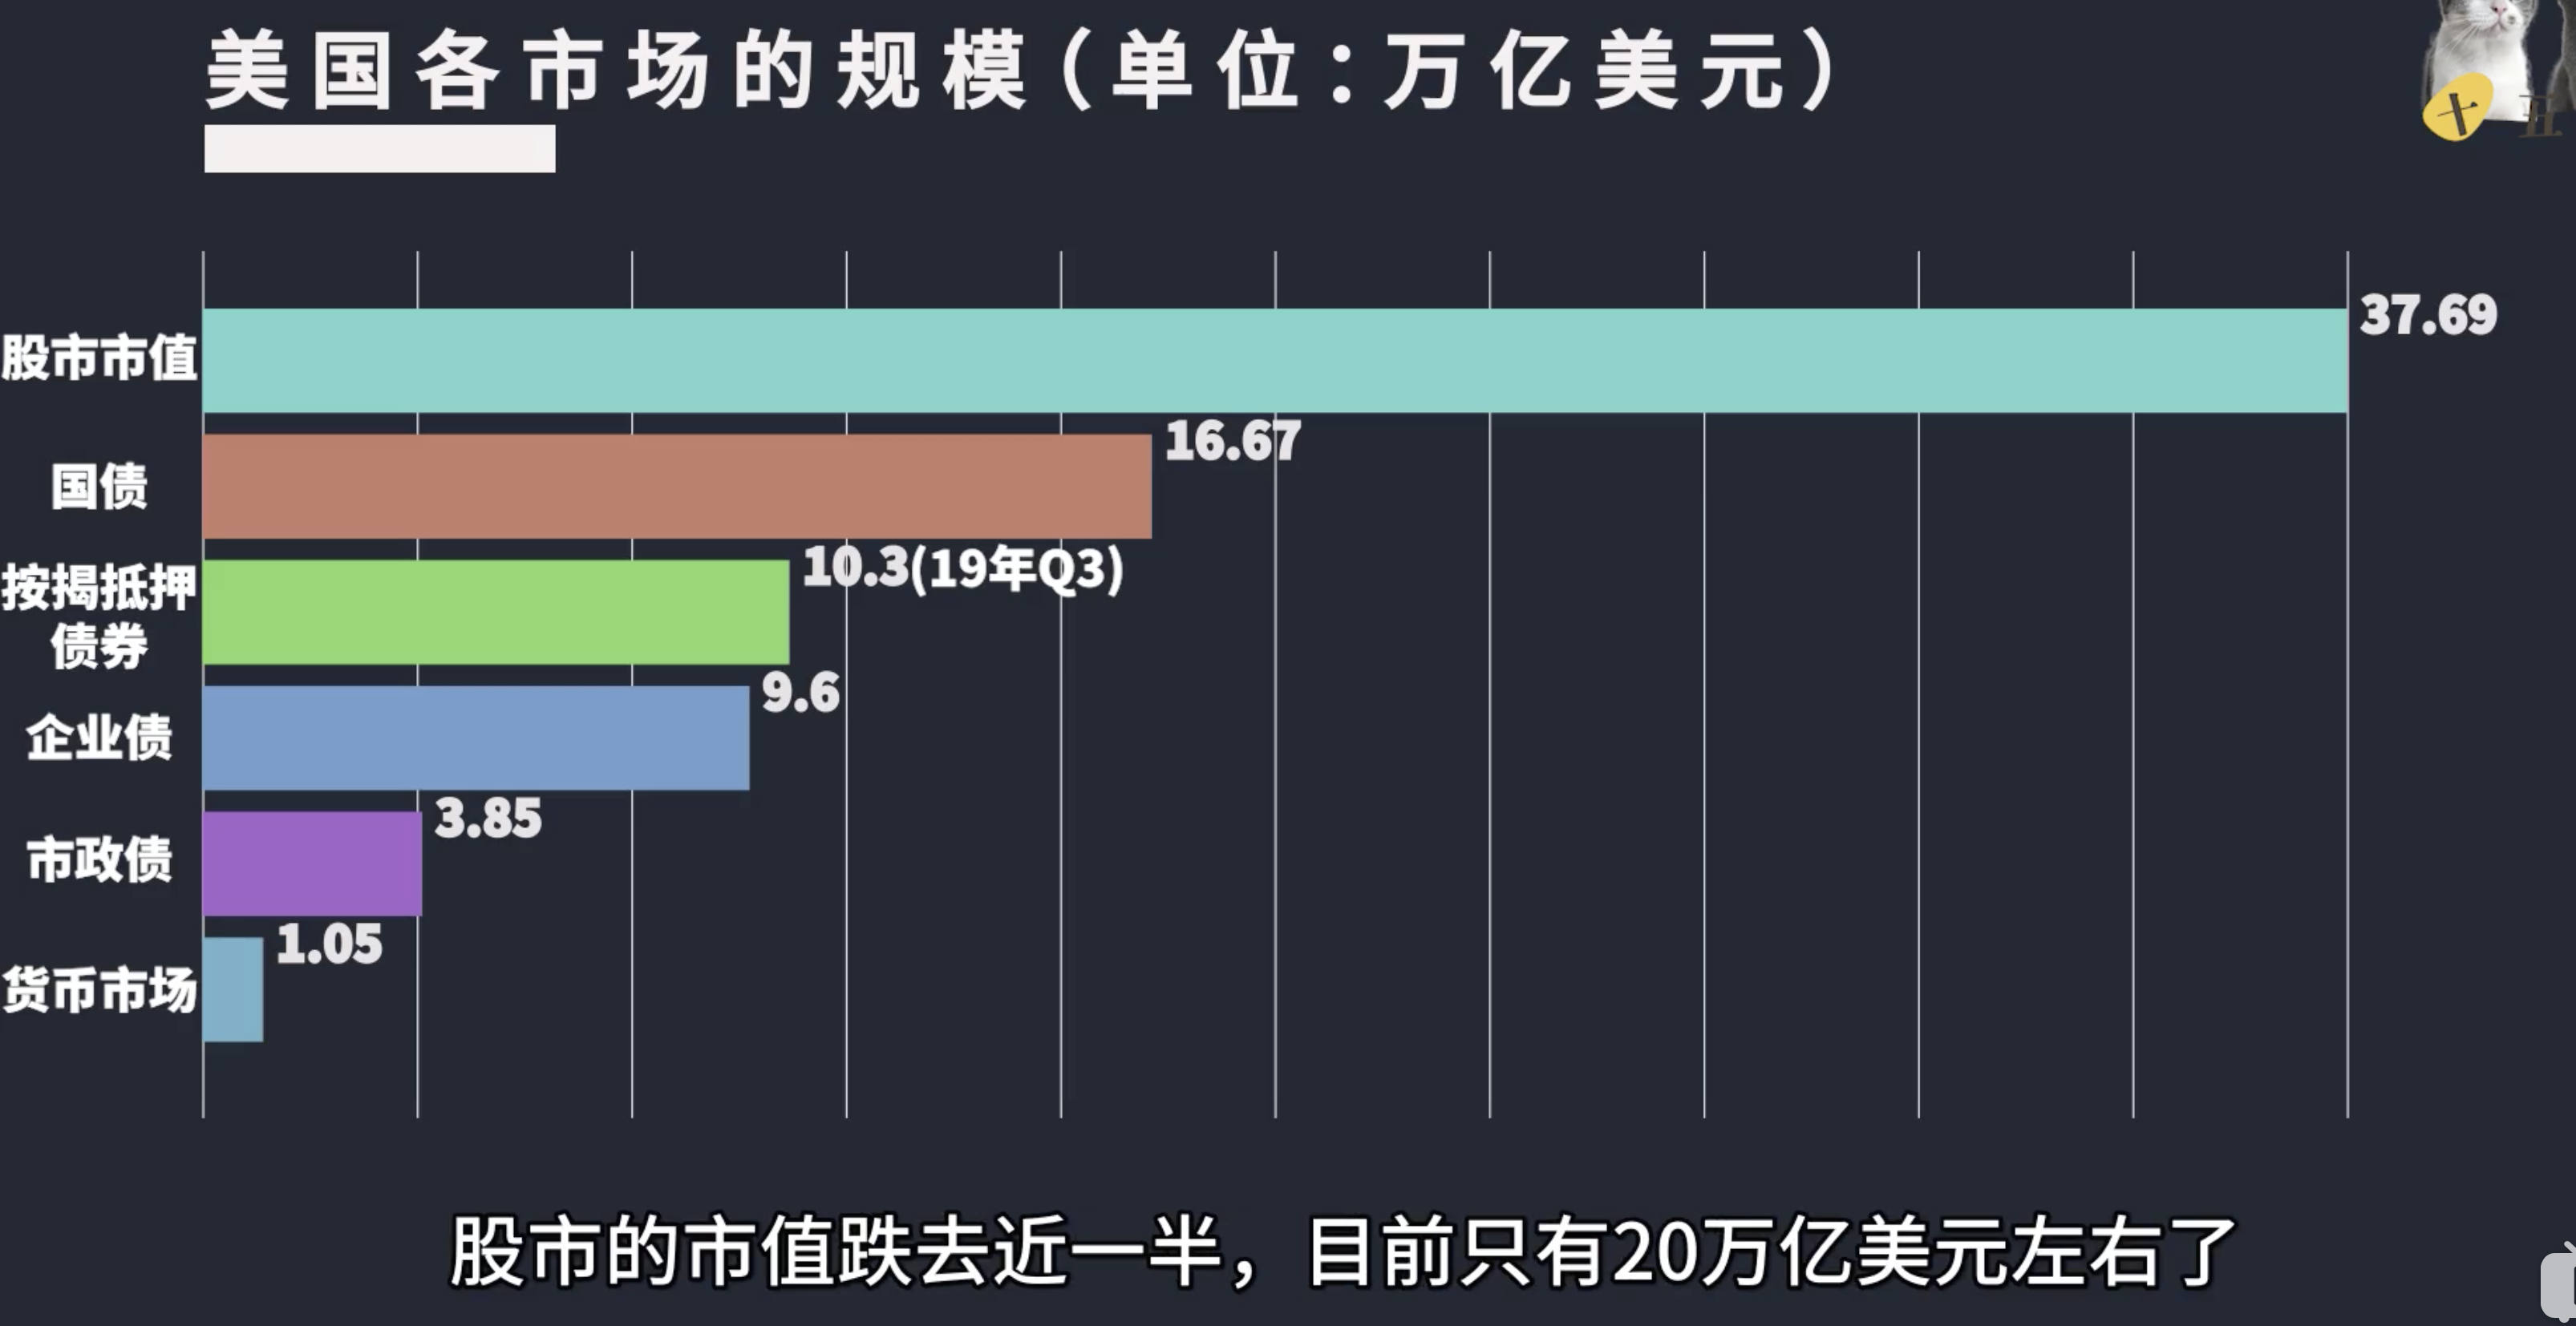 美国各市场的规模（单位：万亿美元）
股市市值
37.69
国债
16.67
按揭抵押
债券
10.3(19年Q3)
企业债
9.6
市政债
3.85
货币市场
1.05
股市的市值跌去近一半，目前只有20万亿美元左右了